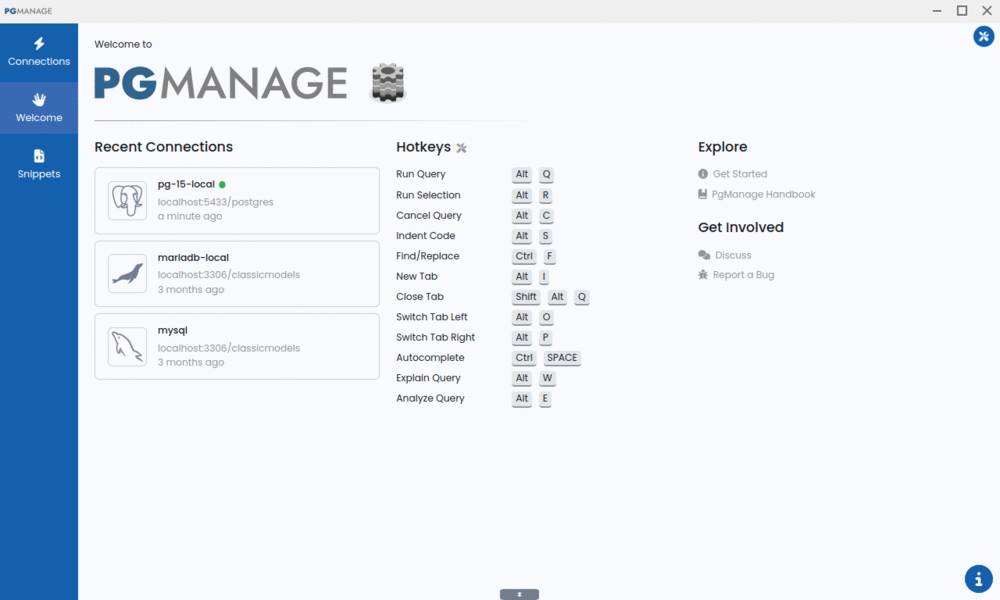 PGMANAGE
Connections
Welcome
Snippets
Welcome to
PGMANAGE
Recent Connections
pg-15-local
localhost:5433/postgres
a minute ago
mariadb-local
localhost:3306/classicmodels
3 months ago
mysql
localhost:3306/classicmodels
3 months ago
Hotkeys
Run Query Alt Q
Run Selection Alt R
Cancel Query Alt C
Indent Code Alt S
Find/Replace Ctrl F
New Tab Alt I
Close Tab Shift Alt Q
Switch Tab Left Alt O
Switch Tab Right Alt P
Autocomplete Ctrl SPACE
Explain Query Alt W
Analyze Query Alt E
Explore
Get Started
PgManage Handbook
Get Involved
Discuss
Report a Bug